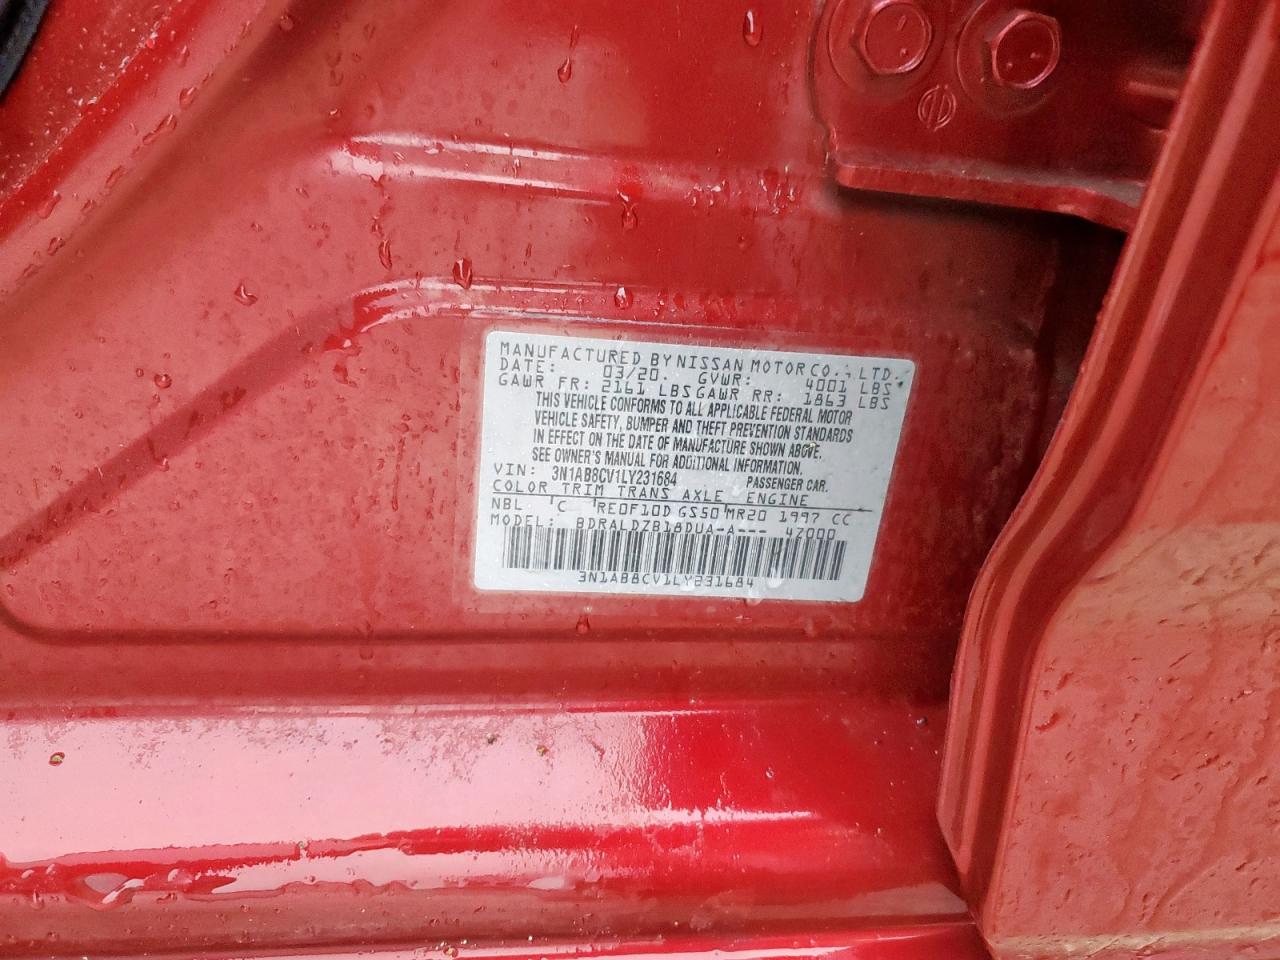 MANUFACTURED BY NISSAN MOTOR CO., LTD.
DATE: 03/20 GVWR: 4001 LBS
GAWR FR: 2161 LBS GAWR RR: 1863 LBS
THIS VEHICLE CONFORMS TO ALL APPLICABLE FEDERAL MOTOR
VEHICLE SAFETY, BUMPER AND THEFT PREVENTION STANDARDS
IN EFFECT ON THE DATE OF MANUFACTURE SHOWN ABOVE.
SEE OWNER'S MANUAL FOR ADDITIONAL INFORMATION.
VIN: 3N1AB8CV1LY231684 PASSENGER CAR.
COLOR TRIM TRANS AXLE ENGINE
NBL C RE0F10D GS50 MR20 1997 CC
MODEL: BDRALDZB18DUA-A--- 42000
3N1AB8CV1LY231684